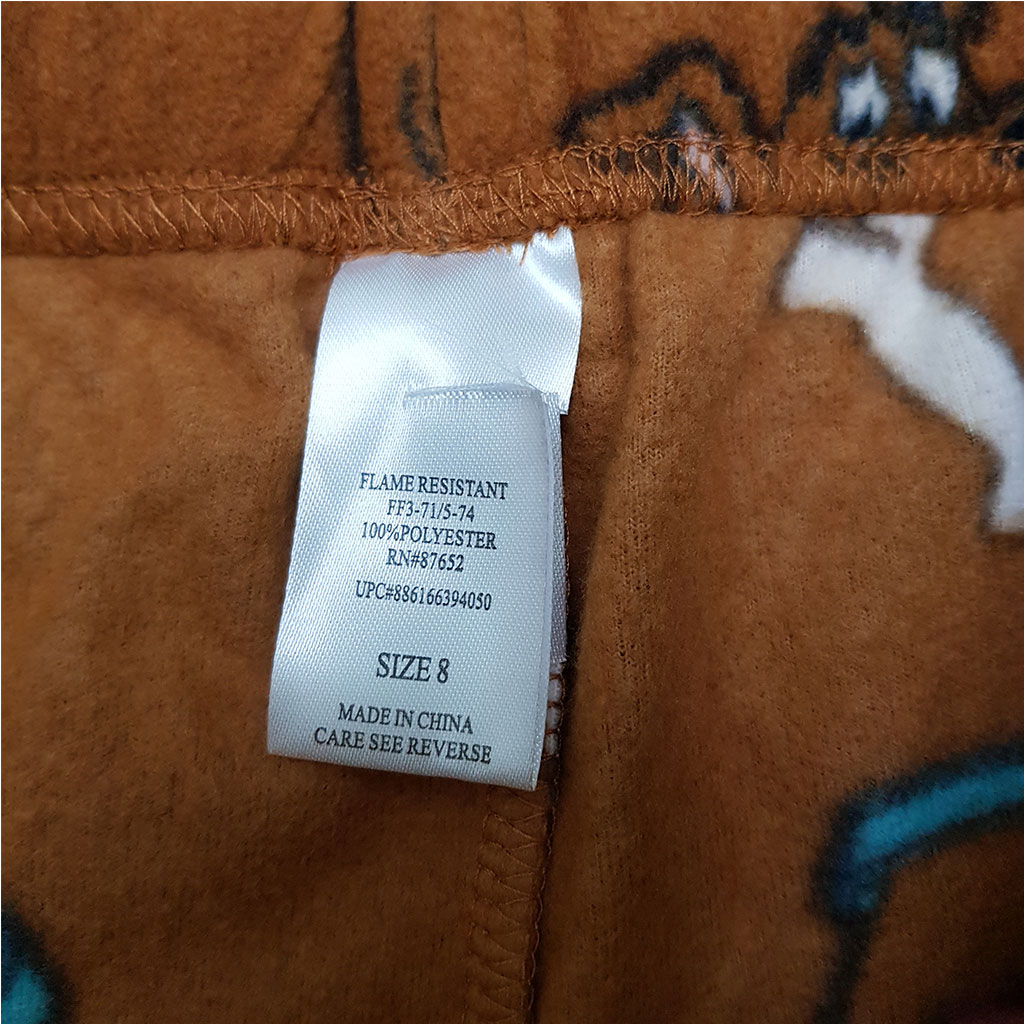 FLAME RESISTANT
FF3-71/5-74
100%POLYESTER
RN#87652
UPC#886166394050
SIZE 8
MADE IN CHINA
CARE SEE REVERSE